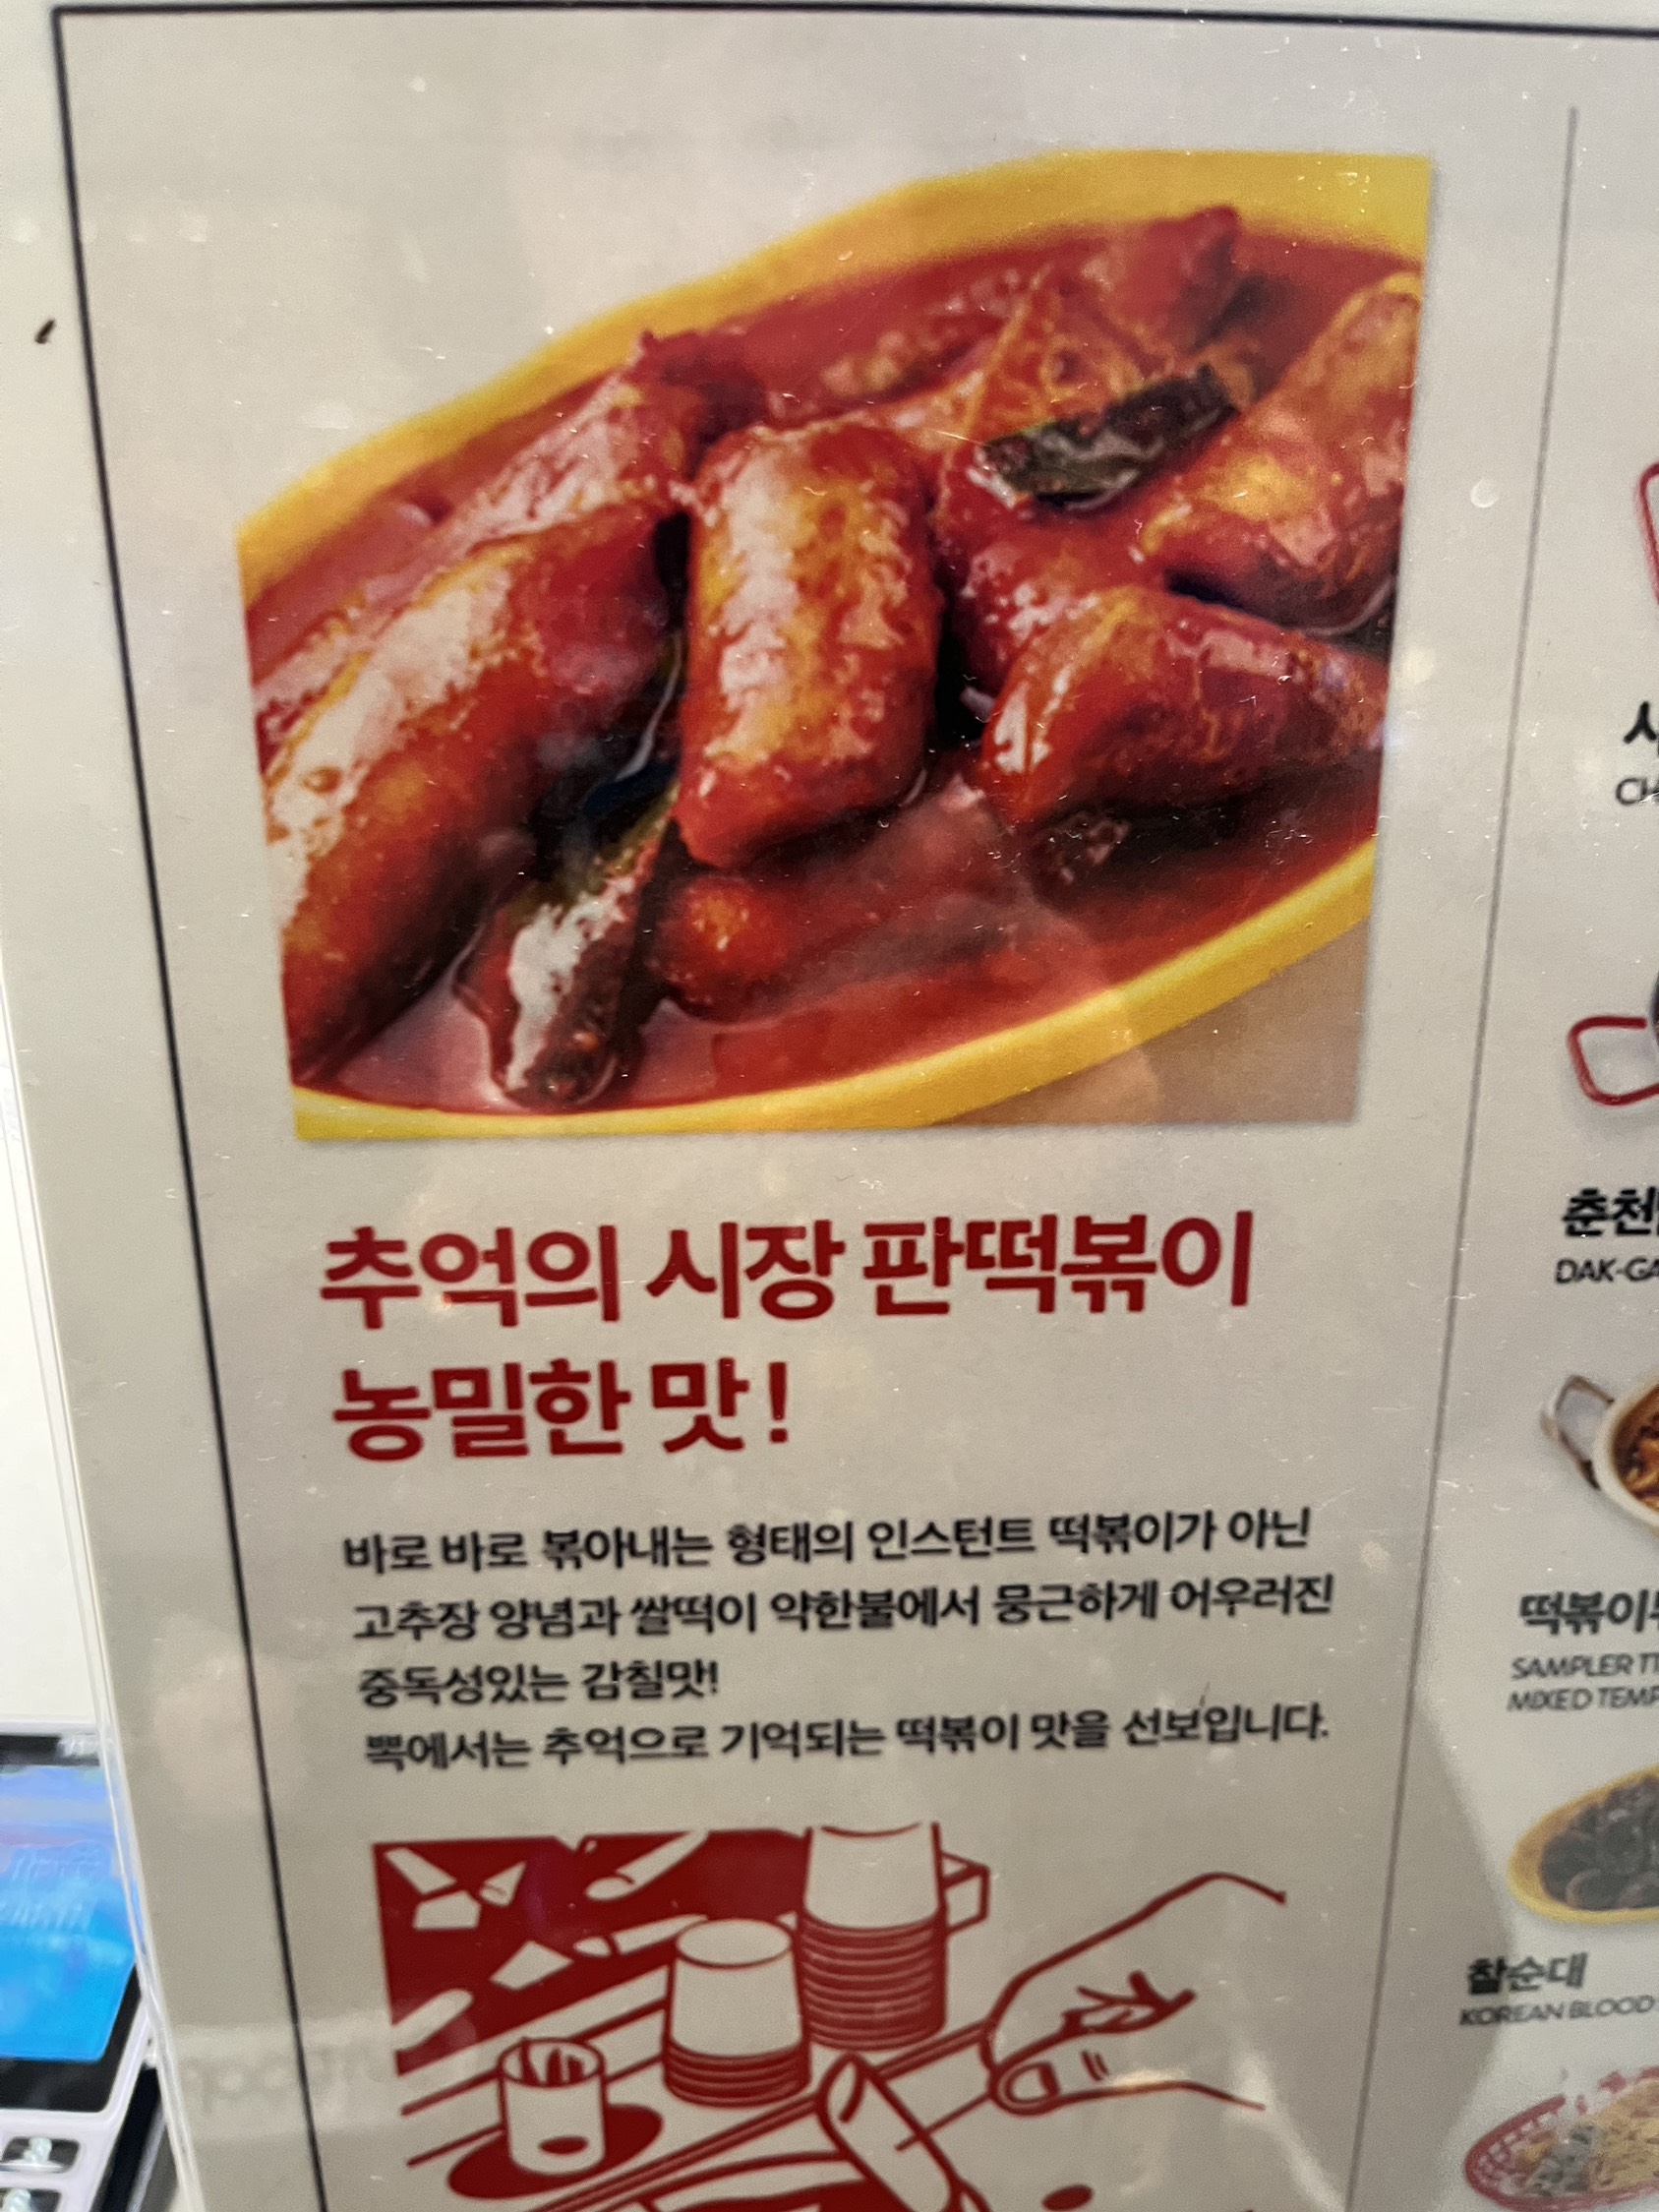 추억의 시장 판떡볶이
농밀한 맛!
바로 바로 볶아내는 형태의 인스턴트 떡볶이가 아닌
고추장 양념과 쌀떡이 약한불에서 뭉근하게 어우러진
중독성있는 감칠맛!
뽁에서는 추억으로 기억되는 떡볶이 맛을 선보입니다.
춘천
DAK-GA
떡볶이
SAMPLER
MIXED TEMP
찰순대
KOREAN BLOOD